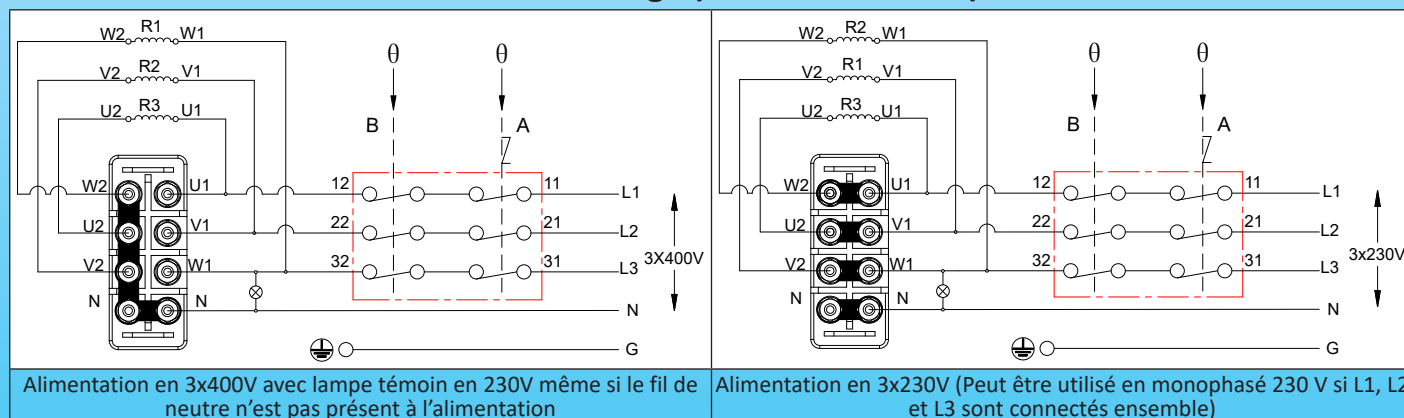 W2 R1 W1
V2 R2 V1
U2 R3 U1
θ θ
B A
W2 U1 12 11 L1
U2 V1 22 21 L2
V2 W1 32 31 L3
3X400V
N N N
G
Alimentation en 3x400V avec lampe témoin en 230V même si le fil de
neutre n'est pas présent à l'alimentation
W2 R2 W1
V2 R1 V1
U2 R3 U1
θ θ
B A
W2 U1 12 11 L1
U2 V1 22 21 L2
V2 W1 32 31 L3
3x230V
N N N
G
Alimentation en 3x230V (Peut être utilisé en monophasé 230 V si L1, L2
et L3 sont connectés ensemble)